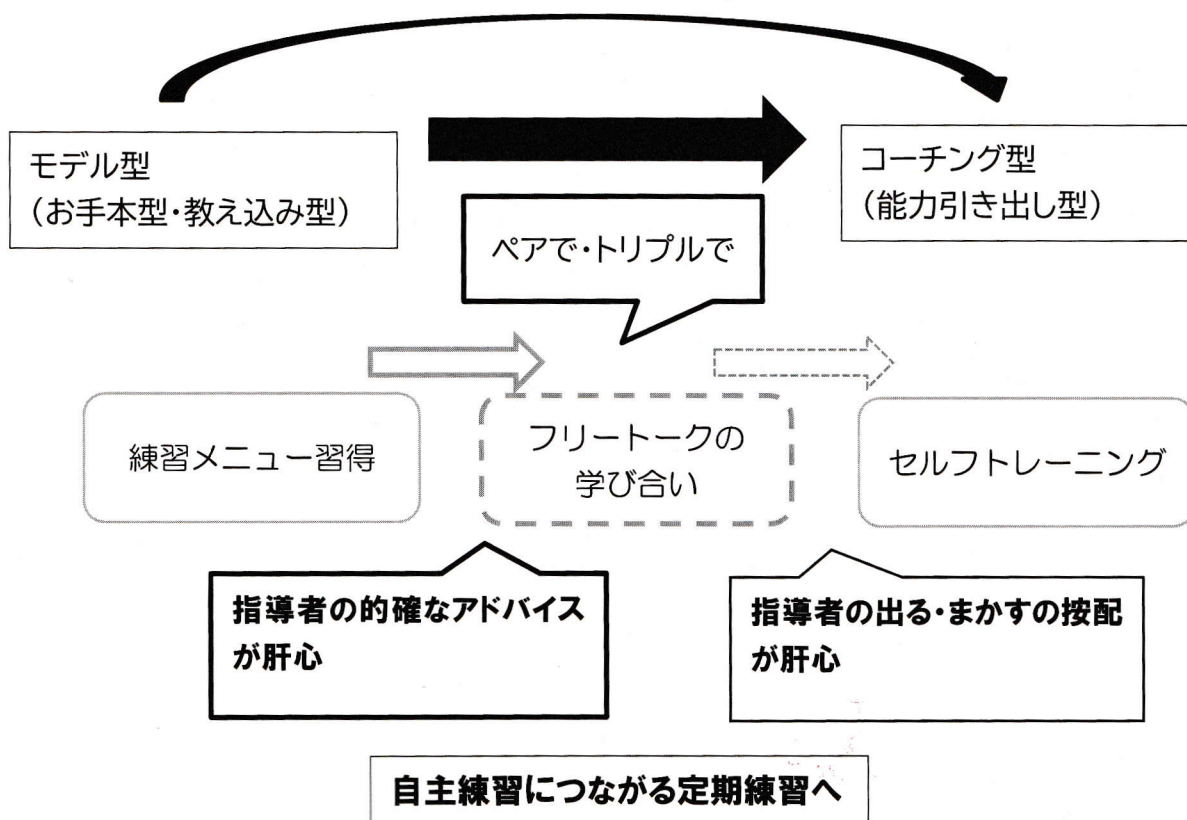 モデル型
(お手本型・教え込み型)
コーチング型
(能力引き出し型)
ペアで・トリプルで
練習メニュー習得
フリートークの
学び合い
セルフトレーニング
指導者の的確なアドバイス
が肝心
指導者の出る・まかすの按配
が肝心
自主練習につながる定期練習へ